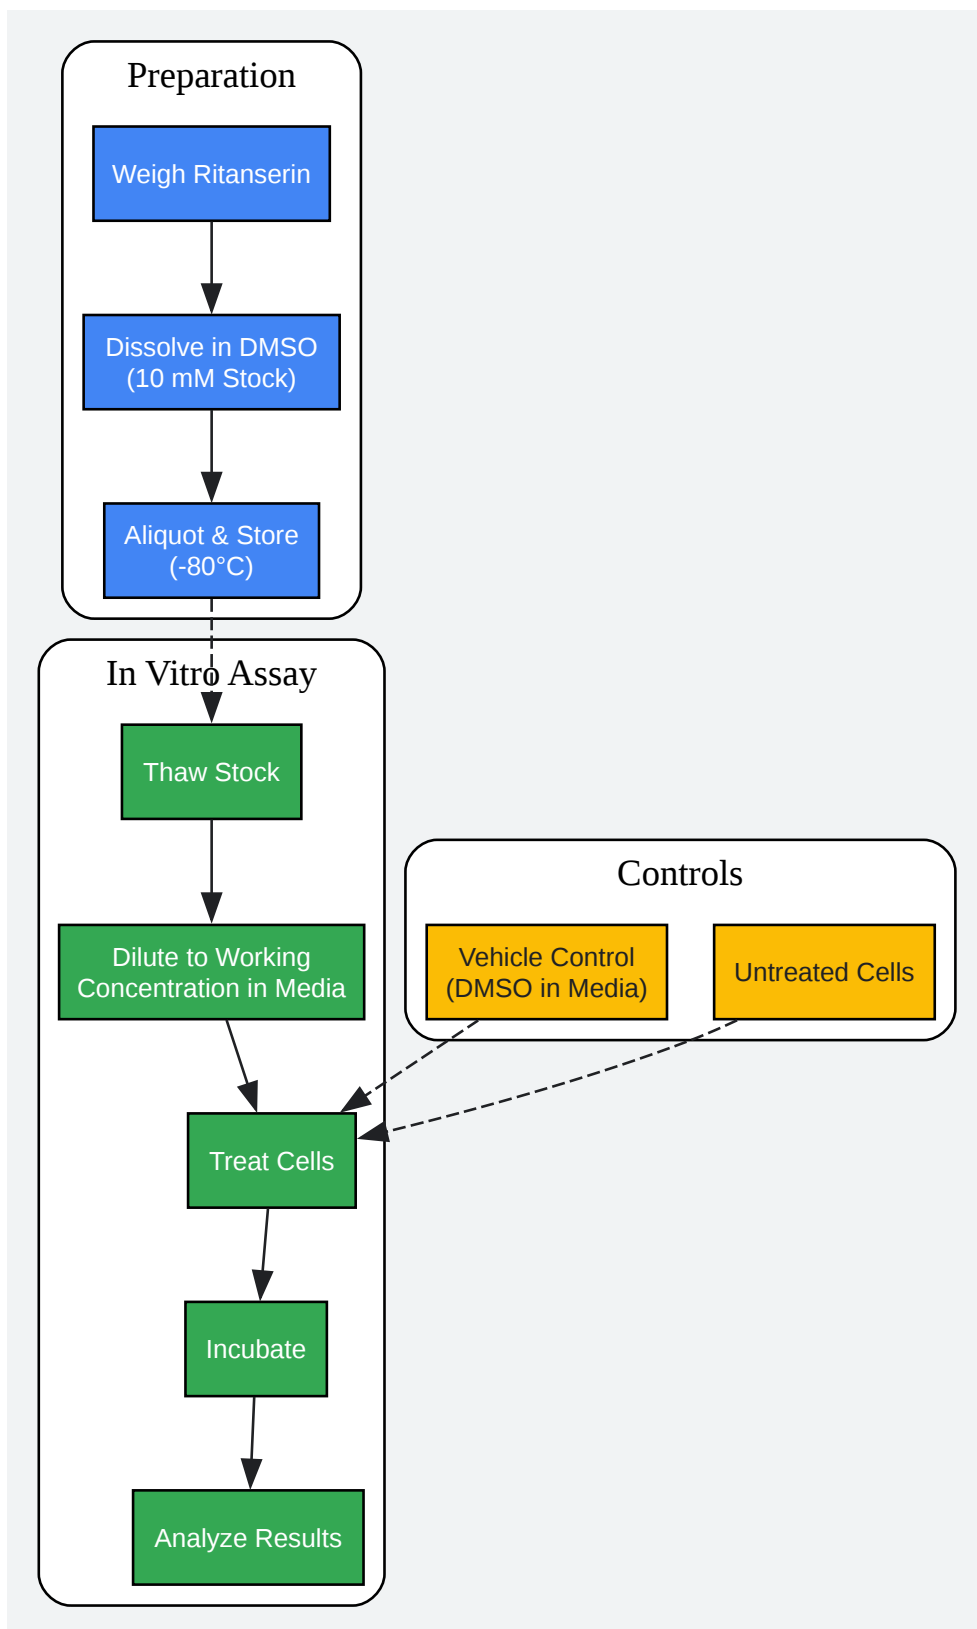 Preparation
Weigh Ritanserin
Dissolve in DMSO
(10 mM Stock)
Aliquot & Store
(-80°C)
In Vitro Assay
Thaw Stock
Dilute to Working
Concentration in Media
Controls
Vehicle Control
(DMSO in Media)
Untreated Cells
Treat Cells
Incubate
Analyze Results